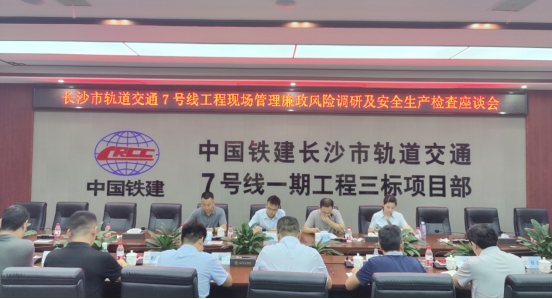 长沙市轨道交通7号线工程现场管理廉政风险调研及安全生产检查座谈会
CRCC
中国铁建
中国铁建长沙市轨道交通
7号线一期工程三标项目部